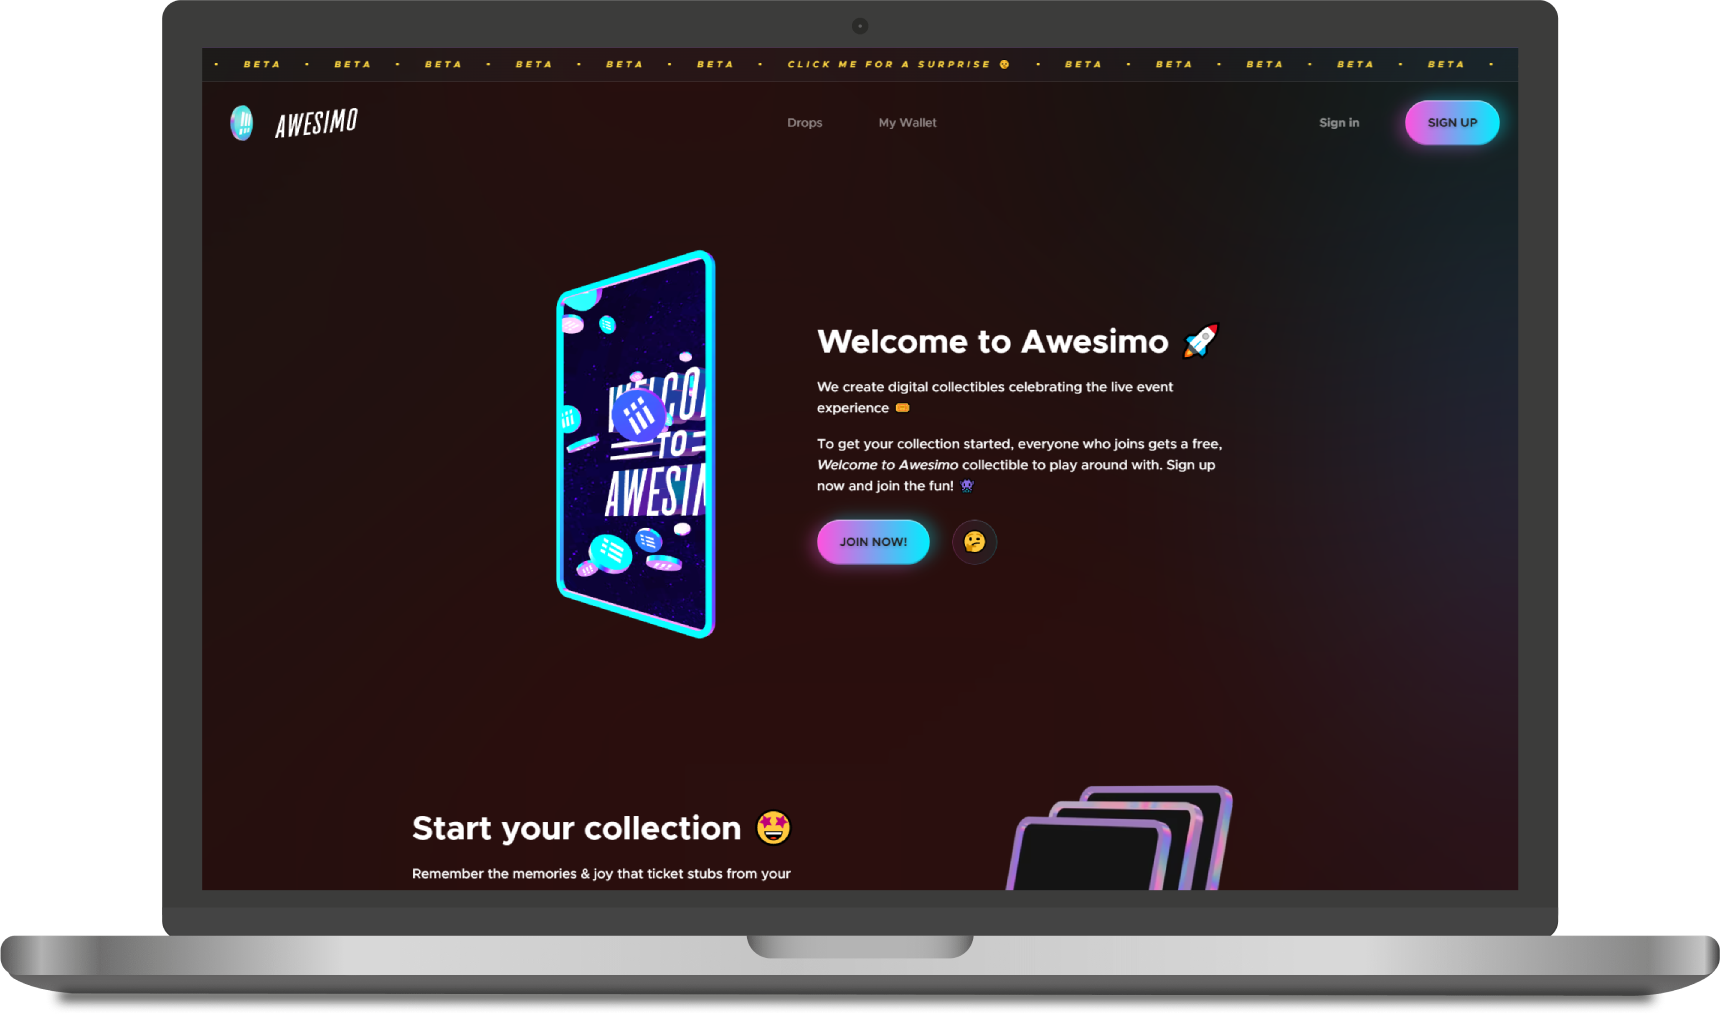 • BETA • BETA • BETA • BETA • BETA • BETA • CLICK ME FOR A SURPRISE 😉 • BETA • BETA • BETA • BETA • BETA •
AWESIMO
Drops
My Wallet
Sign in
SIGN UP
WELCO
TO
AWESIM
Welcome to Awesimo 🚀
We create digital collectibles celebrating the live event
experience 🎫
To get your collection started, everyone who joins gets a free,
Welcome to Awesimo collectible to play around with. Sign up
now and join the fun! 👾
JOIN NOW! 🤔
Start your collection 🤩
Remember the memories & joy that ticket stubs from your